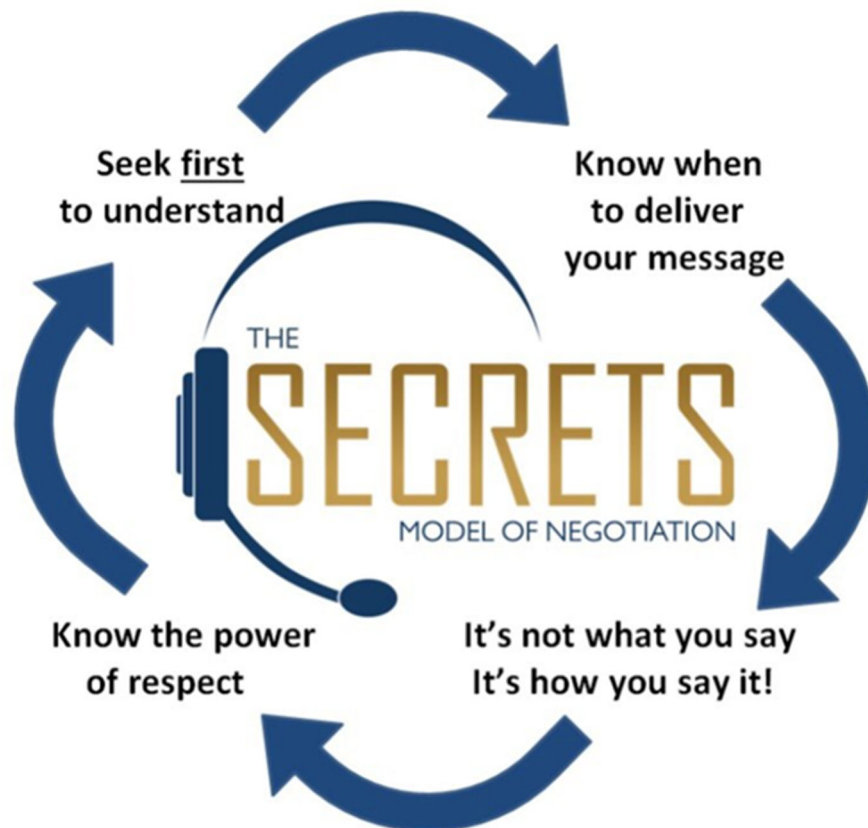 Seek first
to understand
Know when
to deliver
your message
THE
SECRETS
MODEL OF NEGOTIATION
Know the power
of respect
It's not what you say
It's how you say it!